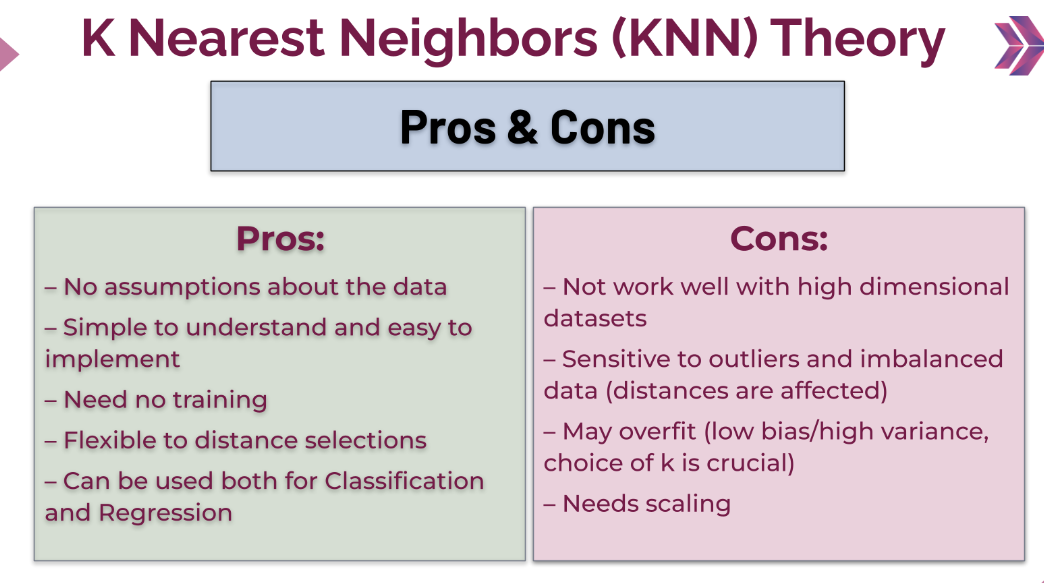 K Nearest Neighbors (KNN) Theory
Pros & Cons
Pros:
– No assumptions about the data
– Simple to understand and easy to
implement
– Need no training
– Flexible to distance selections
– Can be used both for Classification
and Regression
Cons:
– Not work well with high dimensional
datasets
– Sensitive to outliers and imbalanced
data (distances are affected)
– May overfit (low bias/high variance,
choice of k is crucial)
– Needs scaling